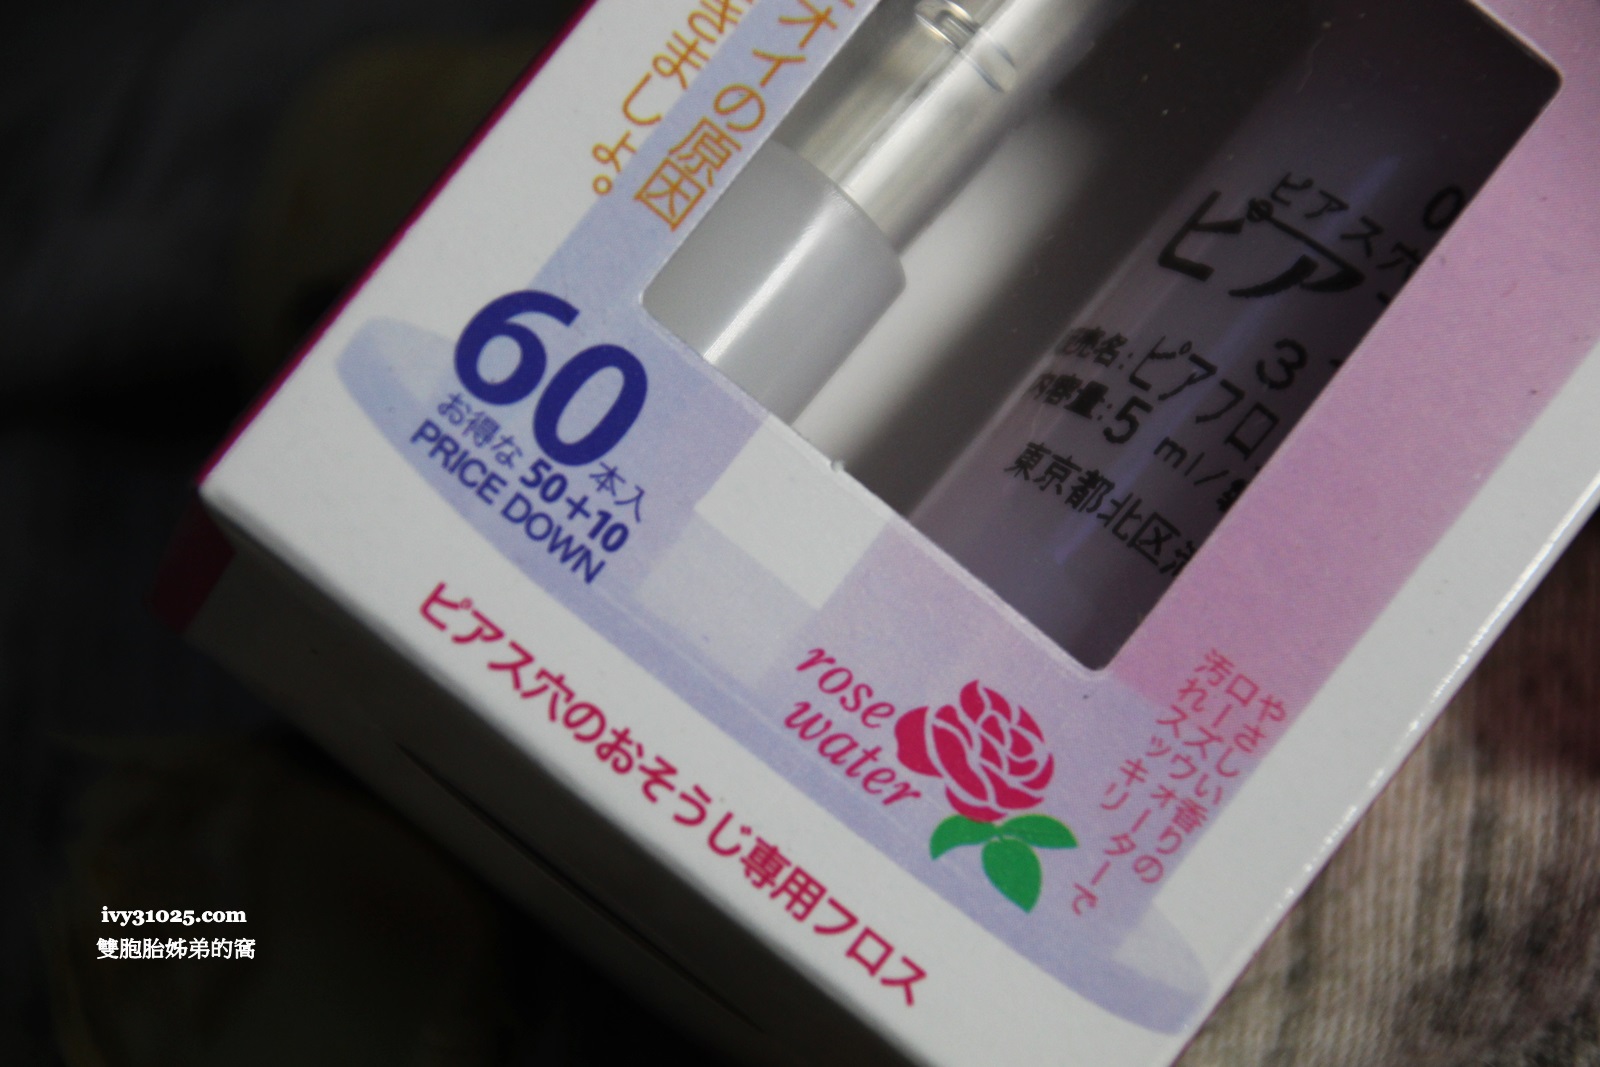 オイの原因
きましょ。
ピアス穴
ピア
3
売名:ピアフロ
内容量:5 ml/
東京都北区
60本入
お得な 50+10
PRICE DOWN
rose
water
やさしい香りの
ローズウォーターで
汚れスッキリ
ピアス穴のおそうじ専用フロス
ivy31025.com
雙胞胎姊弟的窩